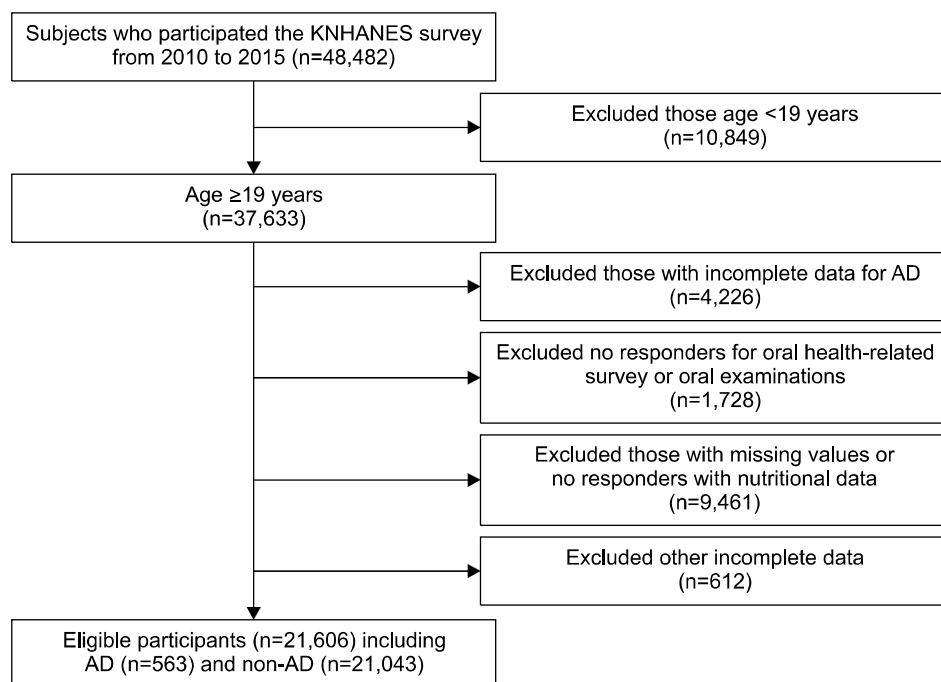 Subjects who participated the KNHANES survey
from 2010 to 2015 (n=48,482)
Excluded those age <19 years
(n=10,849)
Age ≥19 years
(n=37,633)
Excluded those with incomplete data for AD
(n=4,226)
Excluded no responders for oral health-related
survey or oral examinations
(n=1,728)
Excluded those with missing values or
no responders with nutritional data
(n=9,461)
Excluded other incomplete data
(n=612)
Eligible participants (n=21,606) including
AD (n=563) and non-AD (n=21,043)